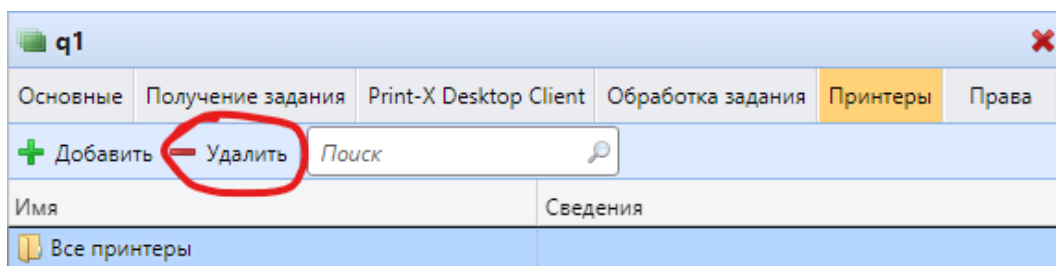 q1
Основные Получение задания Print-X Desktop Client Обработка задания Принтеры Права
Добавить Удалить Поиск
Имя Сведения
Все принтеры